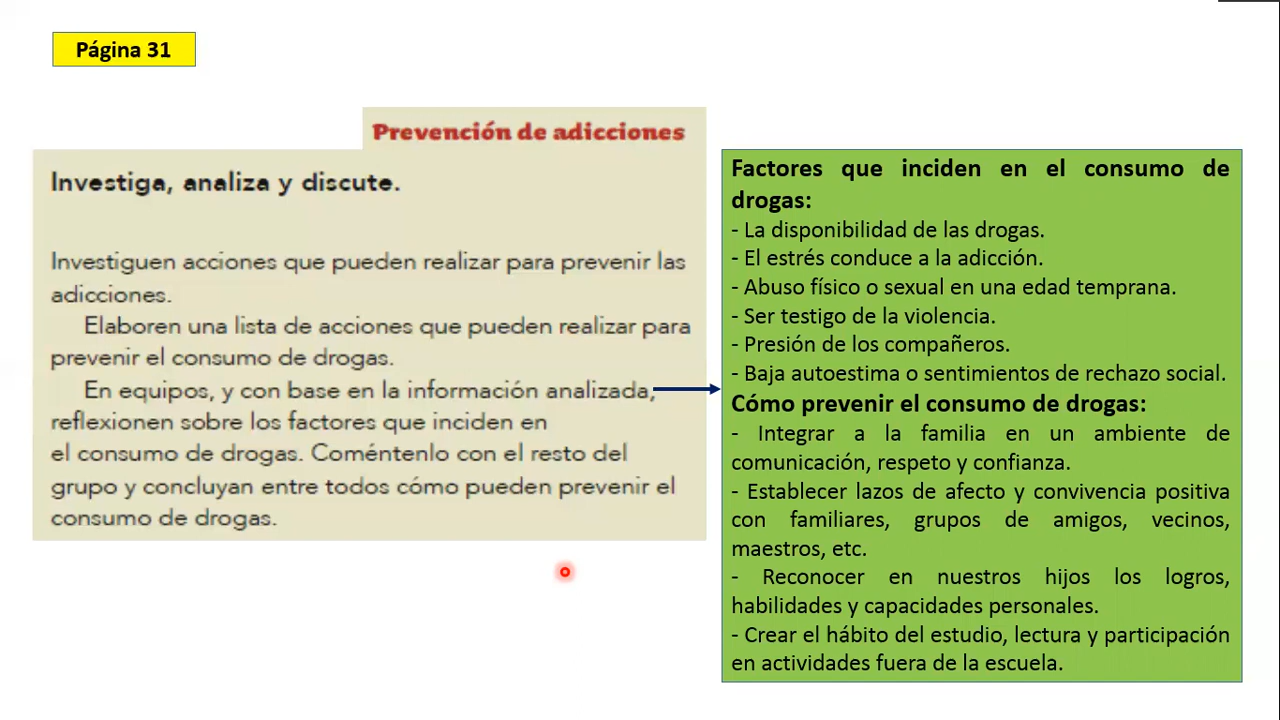 Página 31
Prevención de adicciones
Investiga, analiza y discute.
Investiguen acciones que pueden realizar para prevenir las
adicciones.
Elaboren una lista de acciones que pueden realizar para
prevenir el consumo de drogas.
En equipos, y con base en la información analizada,
reflexionen sobre los factores que inciden en
el consumo de drogas. Coméntenlo con el resto del
grupo y concluyan entre todos cómo pueden prevenir el
consumo de drogas.
Factores que inciden en el consumo de
drogas:
- La disponibilidad de las drogas.
- El estrés conduce a la adicción.
- Abuso físico o sexual en una edad temprana.
- Ser testigo de la violencia.
- Presión de los compañeros.
- Baja autoestima o sentimientos de rechazo social.
Cómo prevenir el consumo de drogas:
- Integrar a la familia en un ambiente de
comunicación, respeto y confianza.
- Establecer lazos de afecto y convivencia positiva
con familiares, grupos de amigos, vecinos,
maestros, etc.
- Reconocer en nuestros hijos los logros,
habilidades y capacidades personales.
- Crear el hábito del estudio, lectura y participación
en actividades fuera de la escuela.